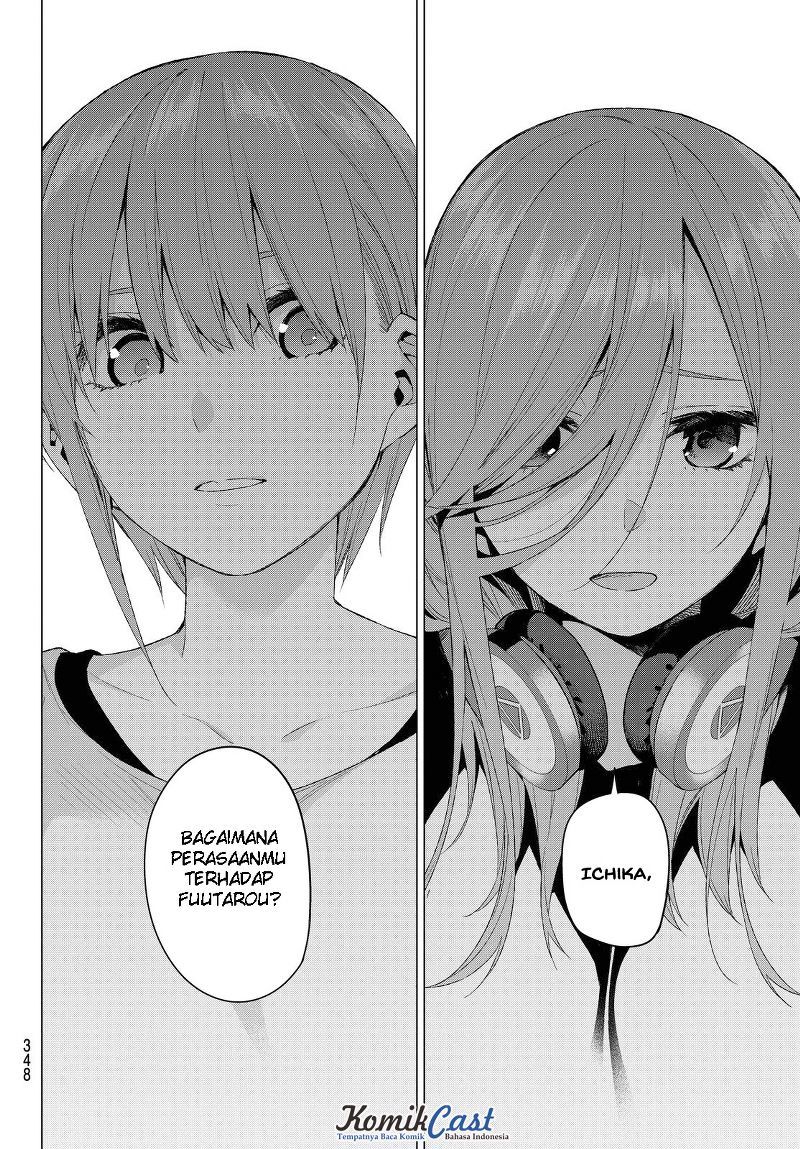 ICHIKA,
BAGAIMANA
PERASAANMU
TERHADAP
FUUTAROU?
348
KomikCast
Tempatnya Baca Komik Bahasa Indonesia